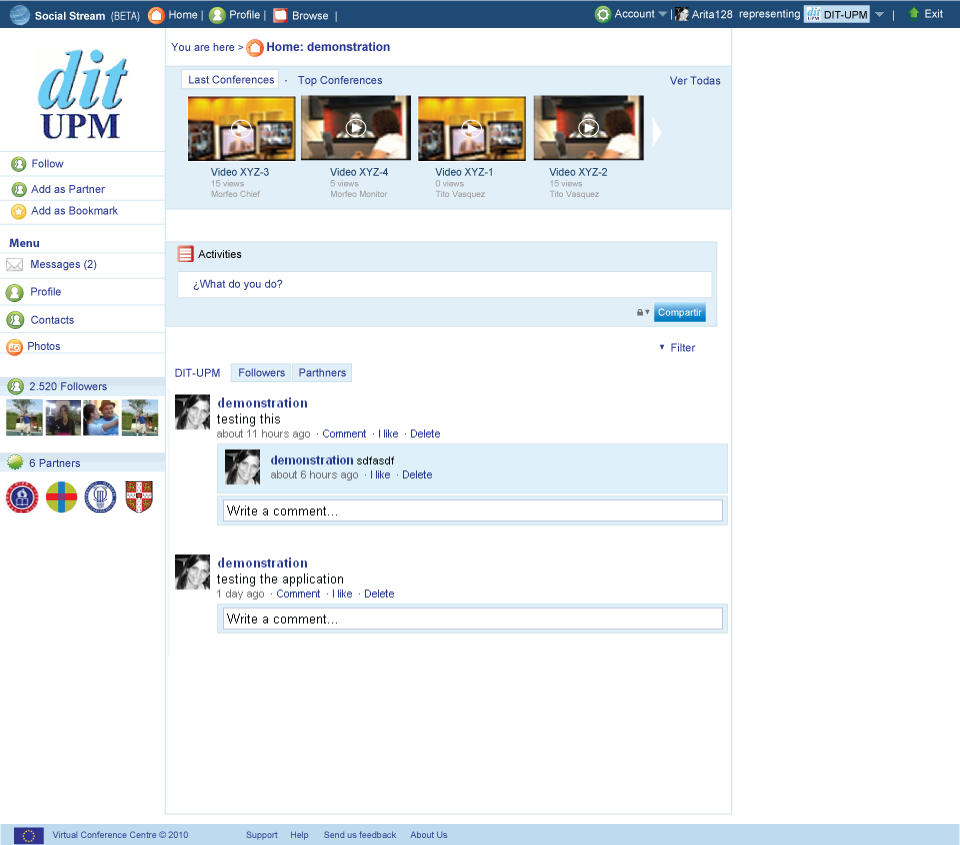 Social Stream (BETA) Home | Profile | Browse | Account | Arita128 representing dit UPM DIT-UPM | Exit
You are here > Home: demonstration
dit
UPM
Follow
Add as Partner
Add as Bookmark
Menu
Messages (2)
Profile
Contacts
Photos
2.520 Followers
6 Partners
Last Conferences · Top Conferences Ver Todas
Video XYZ-3 Video XYZ-4 Video XYZ-1 Video XYZ-2
15 views 5 views 0 views 15 views
Morfeo Chief Morfeo Monitor Tito Vasquez Tito Vasquez
Activities
¿What do you do?
Compartir
Filter
DIT-UPM Followers Parthners
demonstration
testing this
about 11 hours ago · Comment · I like · Delete
demonstration sdfasdf
about 6 hours ago · I like · Delete
Write a comment...
demonstration
testing the application
1 day ago · Comment · I like · Delete
Write a comment...
Virtual Conference Centre © 2010 Support Help Send us feedback About Us